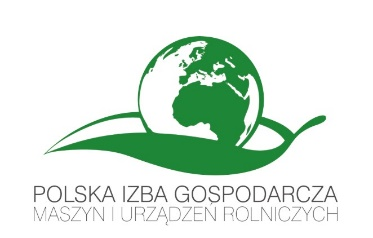 POLSKA IZBA GOSPODARCZA
MASZYN I URZĄDZEŃ ROLNICZYCH